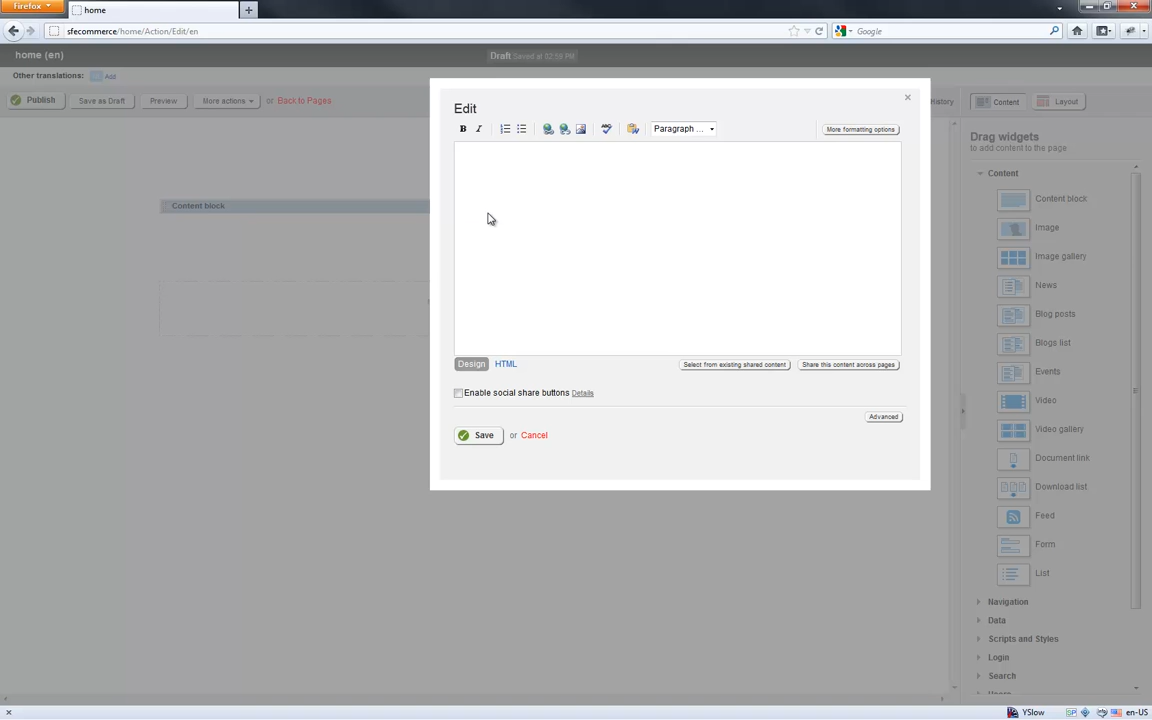 Firefox
home
sfecommerce/home/Action/Edit/en
Google
home (en)
Draft Saved at 02:59 PM
Other translations: Add
Publish Save as Draft Preview More actions or Back to Pages
History Content Layout
Edit
B I ABC Paragraph ... More formatting options
Content block
Design HTML Select from existing shared content Share this content across pages
Enable social share buttons Details
Advanced
Save or Cancel
Drag widgets
to add content to the page
Content
Content block
Image
Image gallery
News
Blog posts
Blogs list
Events
Video
Video gallery
Document link
Download list
Feed
Form
List
Navigation
Data
Scripts and Styles
Login
Search
YSlow en-US